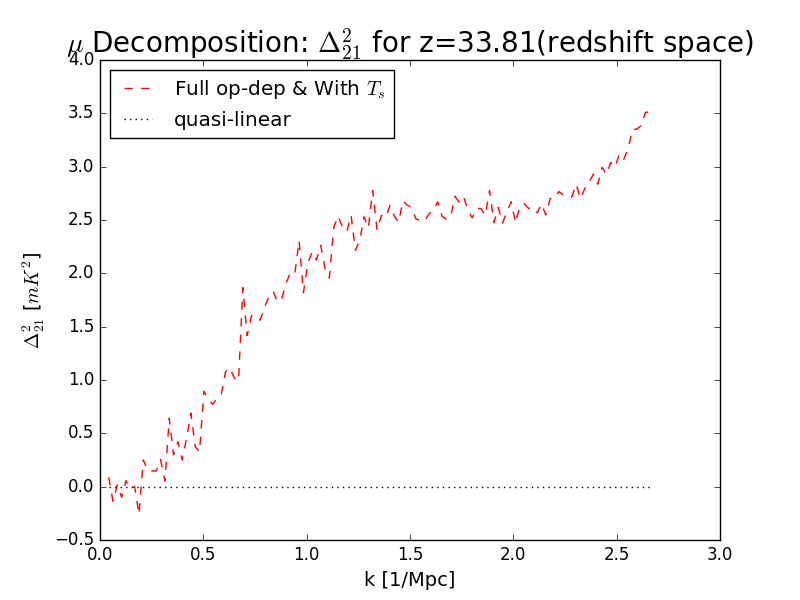 μ Decomposition: Δ²₂₁ for z=33.81(redshift space)
4.0
3.5
3.0
2.5
2.0
1.5
1.0
0.5
0.0
−0.5
Δ²₂₁ [mK²]
Full op-dep & With Tₛ
quasi-linear
0.0 0.5 1.0 1.5 2.0 2.5 3.0
k [1/Mpc]